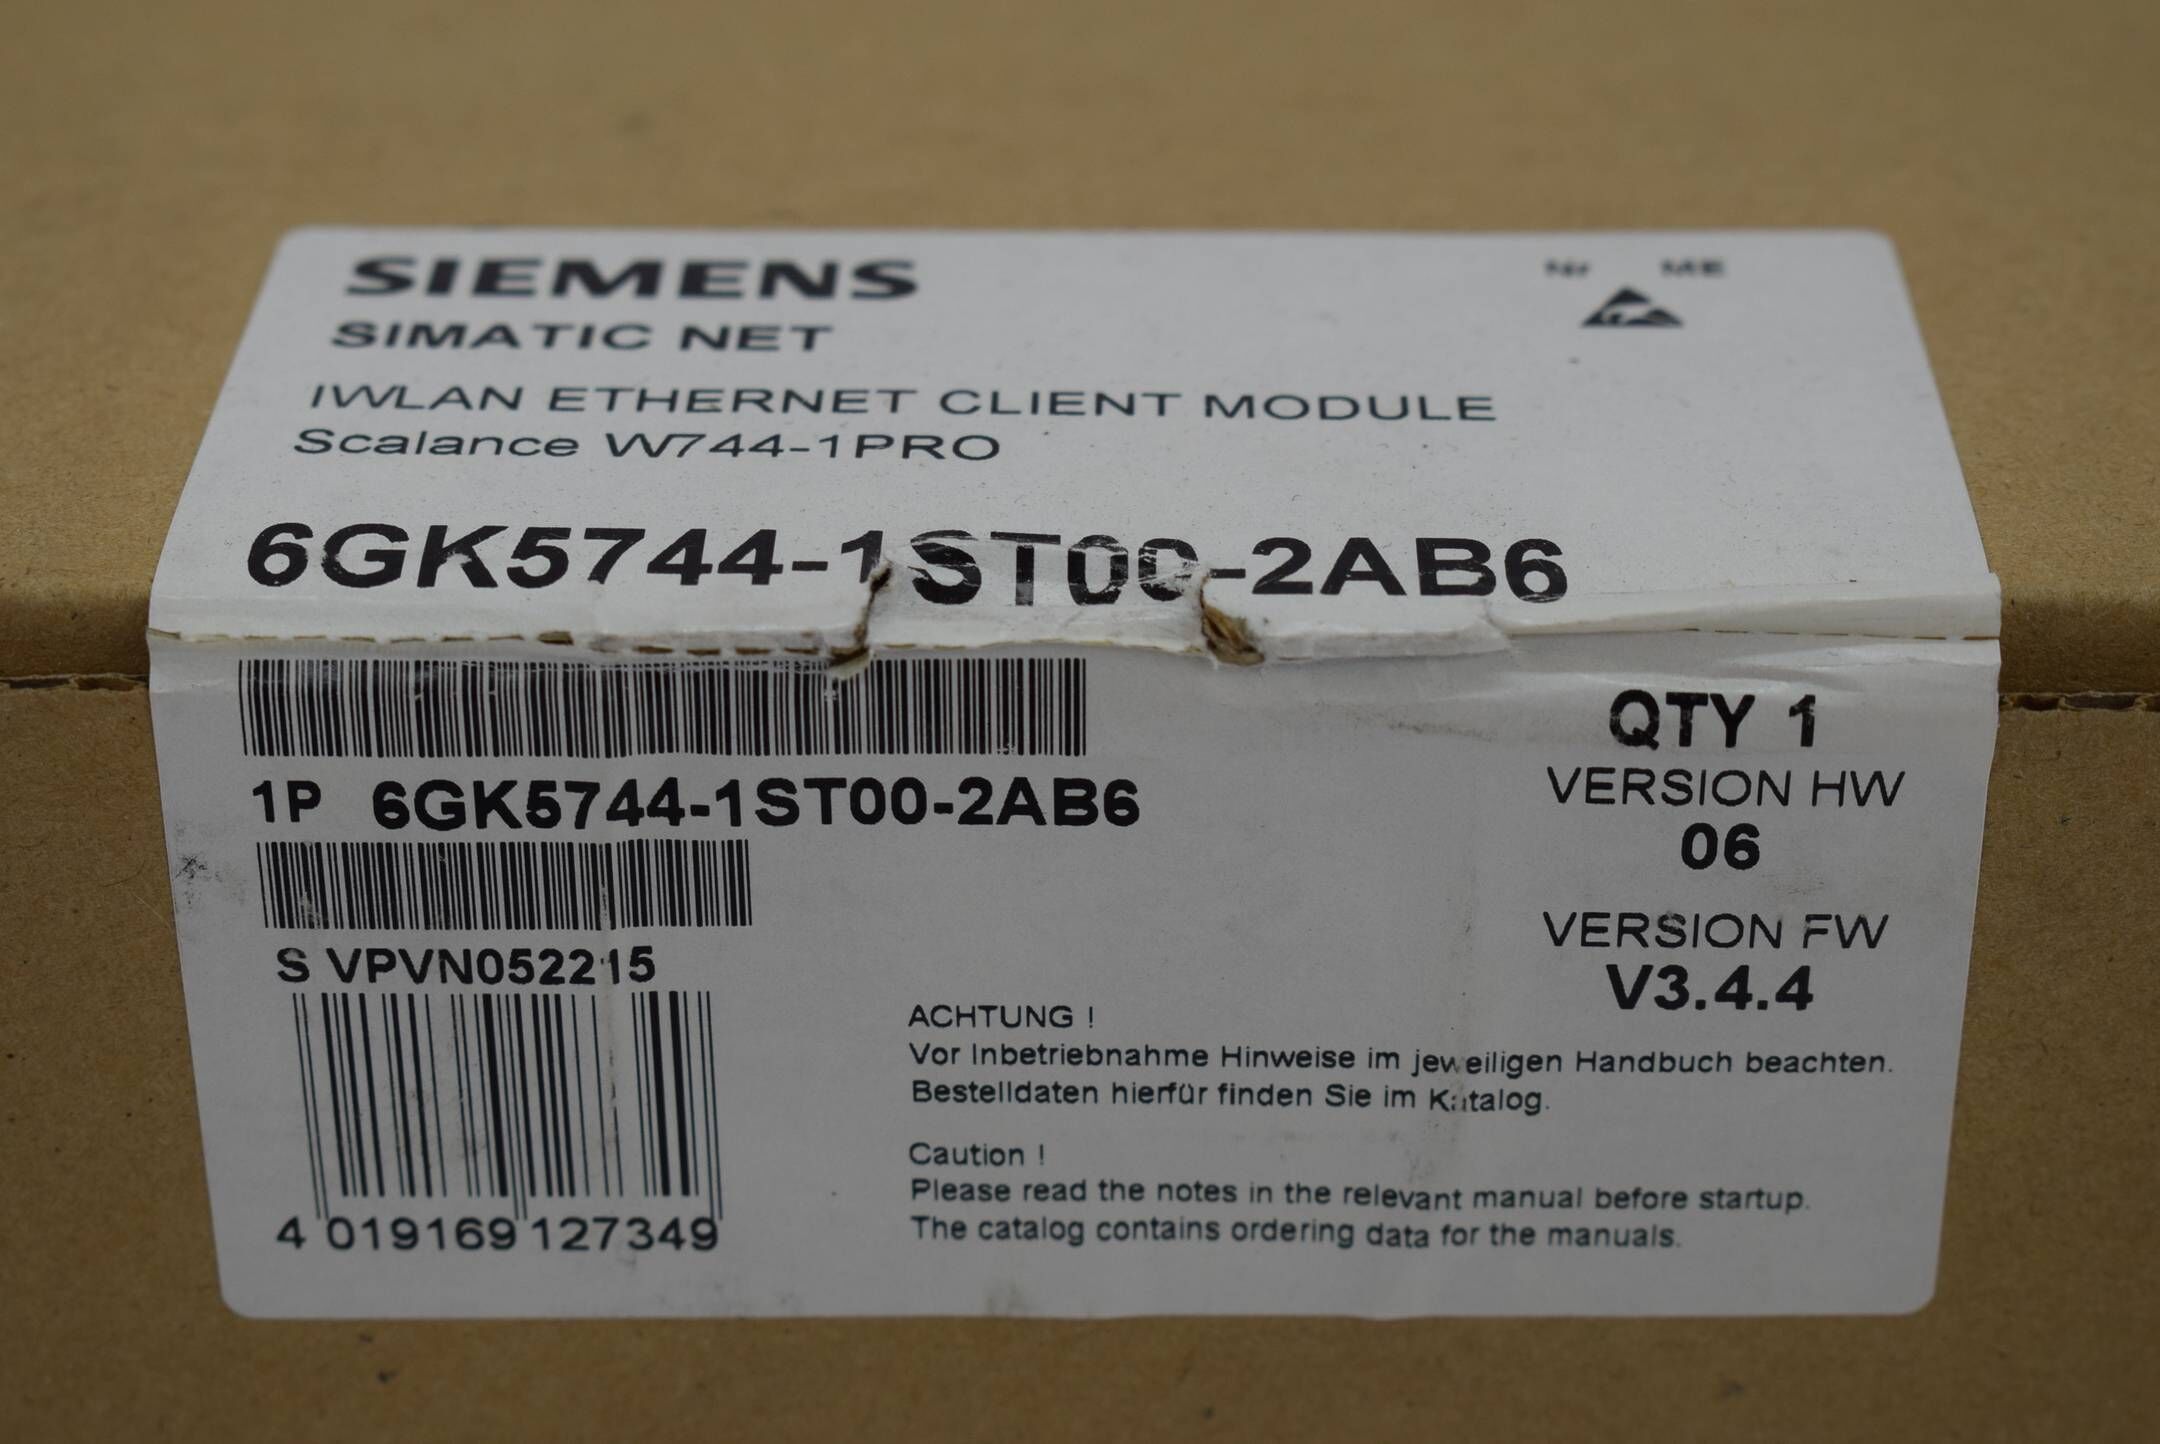 SIEMENS
SIMATIC NET
IWLAN ETHERNET CLIENT MODULE
Scalance W744-1PRO
6GK5744-1ST00-2AB6
1P 6GK5744-1ST00-2AB6
S VPVN052215
4 019169 127349
QTY 1
VERSION HW
06
VERSION FW
V3.4.4
ACHTUNG !
Vor Inbetriebnahme Hinweise im jeweiligen Handbuch beachten.
Bestelldaten hierfür finden Sie im Katalog.
Caution !
Please read the notes in the relevant manual before startup.
The catalog contains ordering data for the manuals.